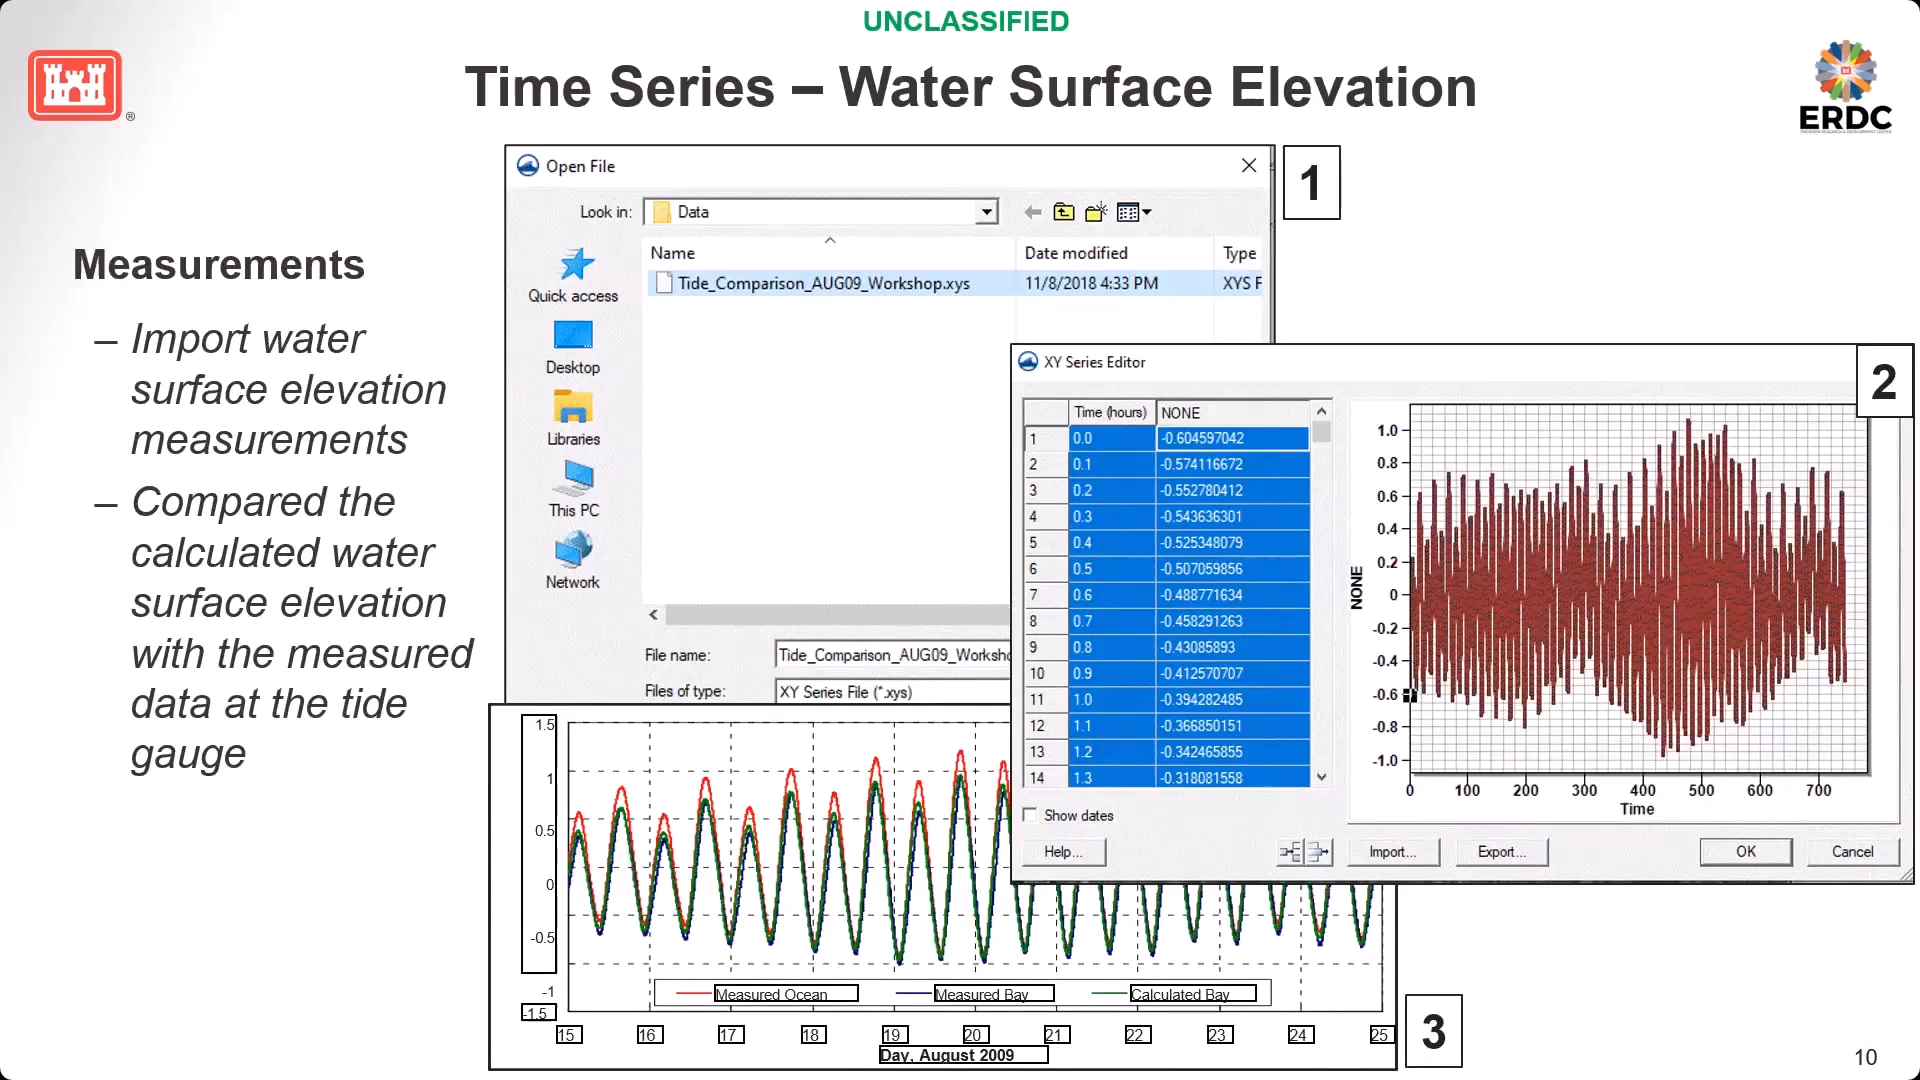 UNCLASSIFIED
Time Series – Water Surface Elevation
®
ERDC
Measurements
– Import water
surface elevation
measurements
– Compared the
calculated water
surface elevation
with the measured
data at the tide
gauge
Open File
1
Look in: Data
Name Date modified Type
Tide_Comparison_AUG09_Workshop.xys 11/8/2018 4:33 PM XYS F
Quick access
Desktop
Libraries
This PC
Network
File name: Tide_Comparison_AUG09_Worksho
Files of type: XY Series File (*.xys)
XY Series Editor
2
Time (hours) NONE
1 0.0 -0.604597042
2 0.1 -0.574116672
3 0.2 -0.552780412
4 0.3 -0.543636301
5 0.4 -0.525348079
6 0.5 -0.507059856
7 0.6 -0.488771634
8 0.7 -0.458291263
9 0.8 -0.43085893
10 0.9 -0.412570707
11 1.0 -0.394282485
12 1.1 -0.366850151
13 1.2 -0.342465855
14 1.3 -0.318081558
Show dates
Help...
NONE
1.0
0.8
0.6
0.4
0.2
0
-0.2
-0.4
-0.6
-0.8
-1.0
0 100 200 300 400 500 600 700
Time
Import... Export... OK Cancel
1.5
1
0.5
0
-0.5
-1
-1.5
Measured Ocean Measured Bay Calculated Bay
15 16 17 18 19 20 21 22 23 24 25
Day, August 2009
3
10